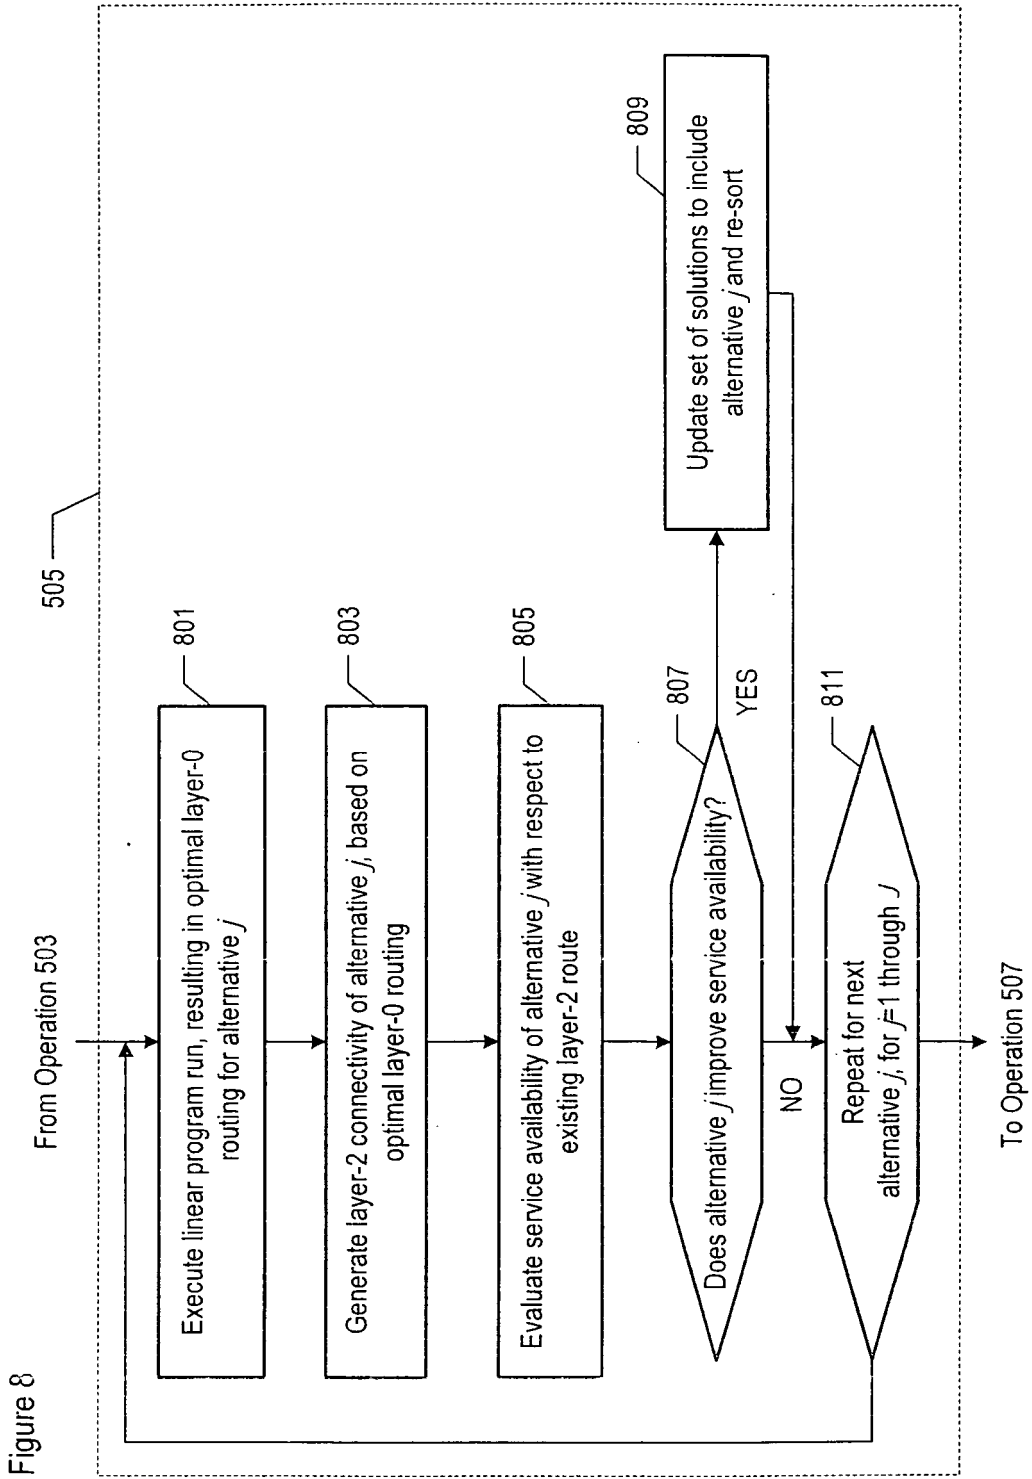 Figure 8
From Operation 503
505
801
Execute linear program run, resulting in optimal layer-0
routing for alternative j
803
Generate layer-2 connectivity of alternative j, based on
optimal layer-0 routing
805
Evaluate service availability of alternative j with respect to
existing layer-2 route
807
Does alternative j improve service availability?
YES
809
Update set of solutions to include
alternative j and re-sort
NO
811
Repeat for next
alternative j, for j=1 through J
To Operation 507